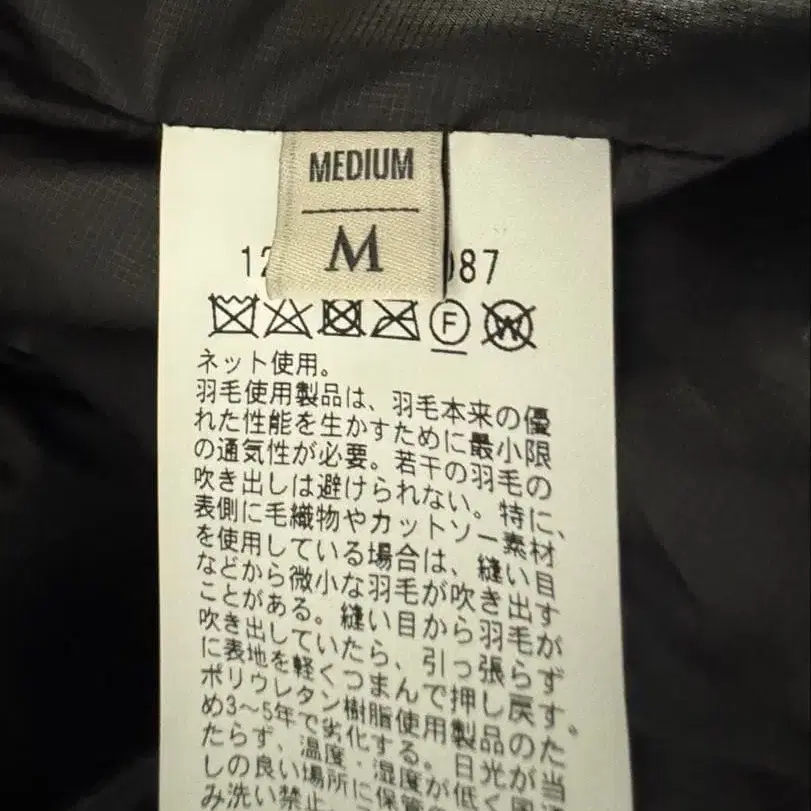 MEDIUM
M
12 087
F W
ネット使用。
羽毛使用製品は、羽毛本来の優
れた性能を生かすために最小限
の通気性が必要。若干の羽毛の
吹き出しは避けられない。特に、
表側に毛織物やカットソー素材
を使用している場合は、縫い目
などから微小な羽毛が吹き出す
ことがある。縫い目から羽毛が
吹き出していたら、引っ張らず
に表地を軽くつまんで押し戻す。
ポリウレタン樹脂使用製品のた
め3〜5年で劣化する。日光が当
たらず、温度・湿度が低く
しの良い場所に保管
み洗い禁止